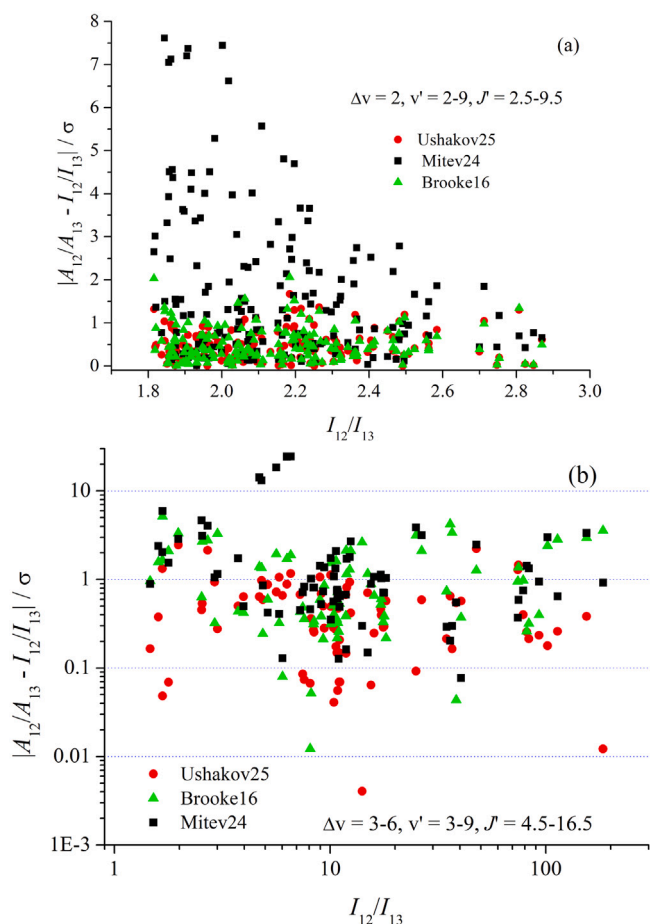 (a)
8
7
6
5
4
3
2
1
0
|A₁₂/A₁₃ - I₁₂/I₁₃| / σ
Δv = 2, v' = 2-9, J' = 2.5-9.5
Ushakov25
Mitev24
Brooke16
1.8 2.0 2.2 2.4 2.6 2.8 3.0
I₁₂/I₁₃
(b)
10
1
0.1
0.01
1E-3
|A₁₂/A₁₃ - I₁₂/I₁₃| / σ
Ushakov25
Brooke16
Mitev24
Δv = 3-6, v' = 3-9, J' = 4.5-16.5
1 10 100
I₁₂/I₁₃